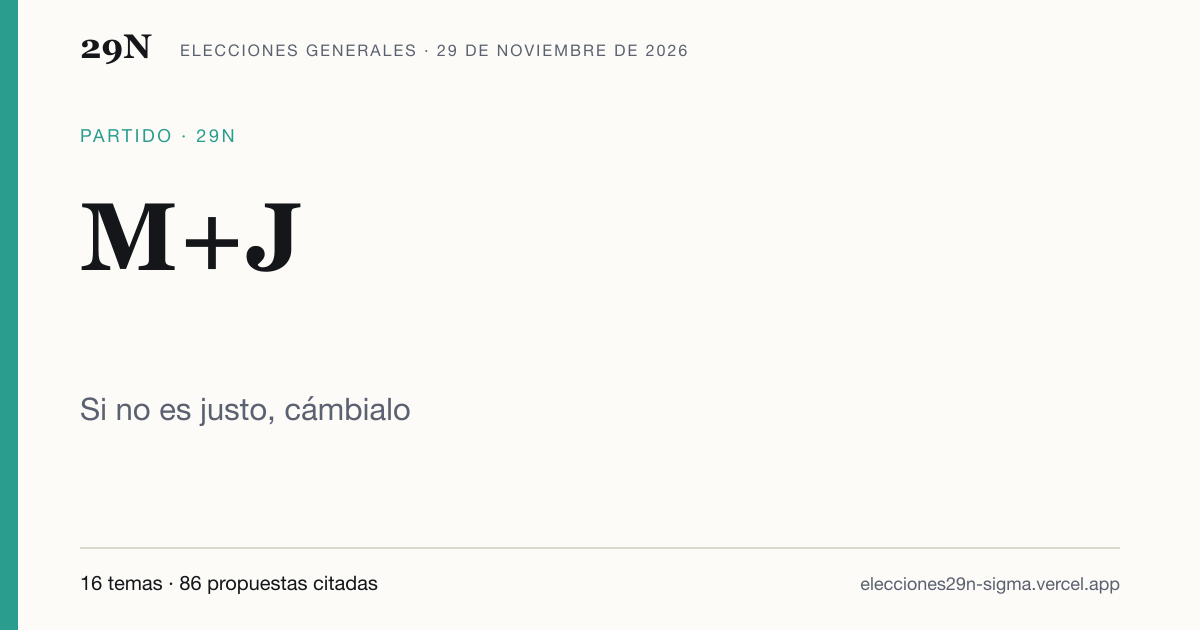 29N ELECCIONES GENERALES · 29 DE NOVIEMBRE DE 2026
PARTIDO · 29N
M+J
Si no es justo, cámbialo
16 temas · 86 propuestas citadas
elecciones29n-sigma.vercel.app